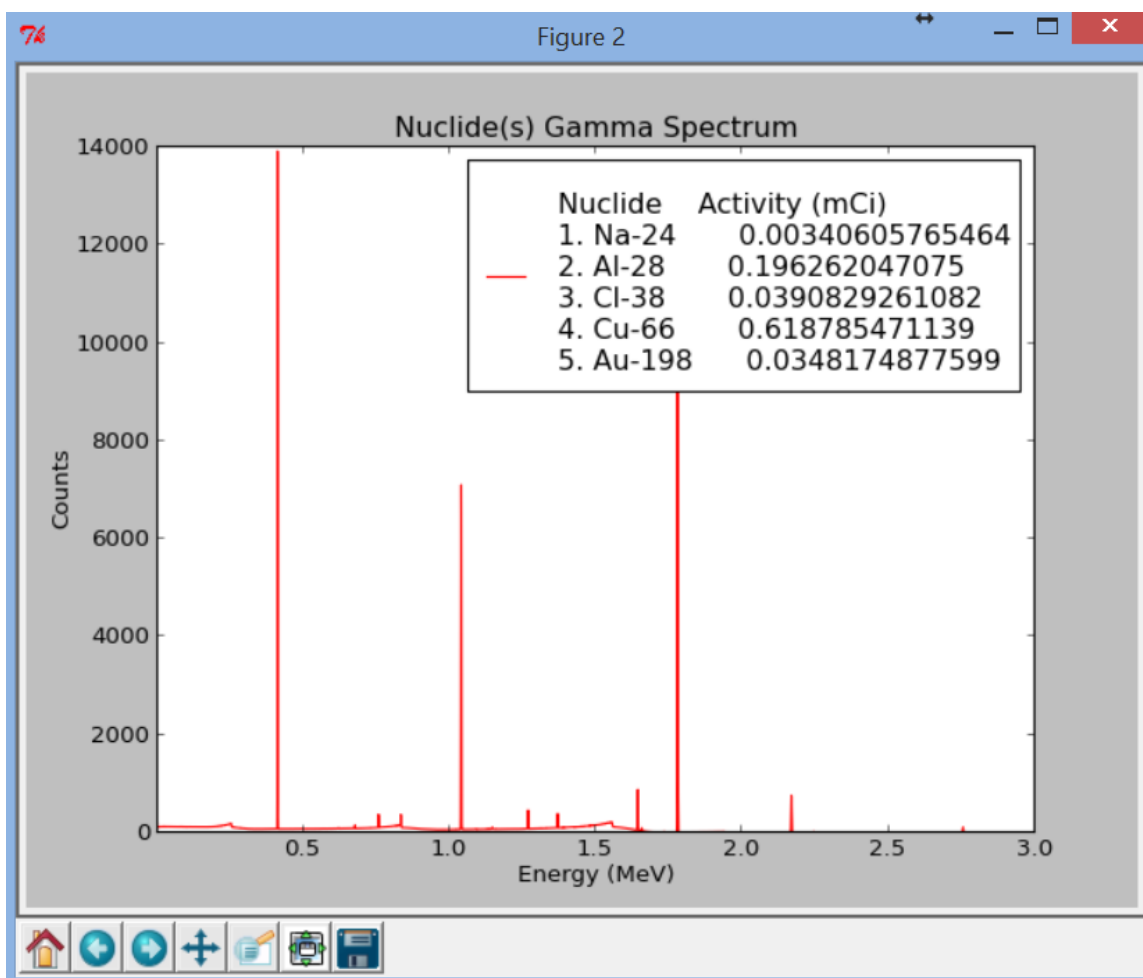 Figure 2
Nuclide(s) Gamma Spectrum
14000
12000
10000
8000
6000
4000
2000
0
Counts
Nuclide Activity (mCi)
1. Na-24 0.00340605765464
2. Al-28 0.196262047075
3. Cl-38 0.0390829261082
4. Cu-66 0.618785471139
5. Au-198 0.0348174877599
0.5 1.0 1.5 2.0 2.5 3.0
Energy (MeV)